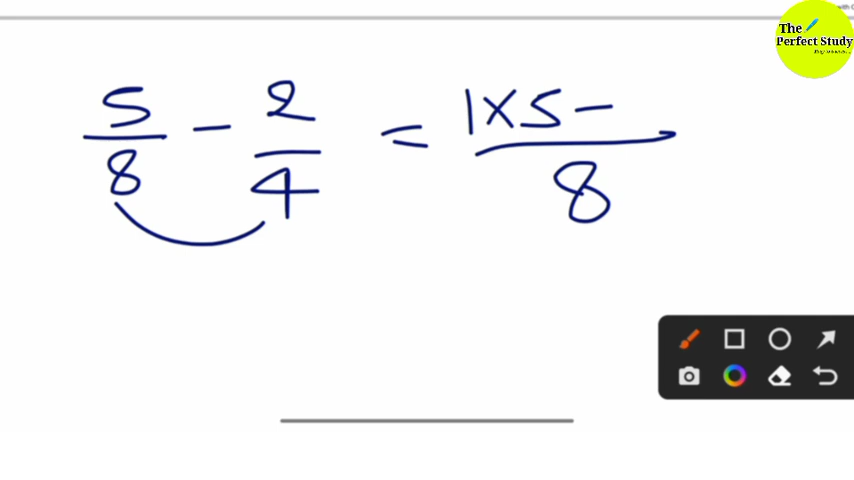 The
Perfect Study
5/8 - 2/4 = 1×5-/8